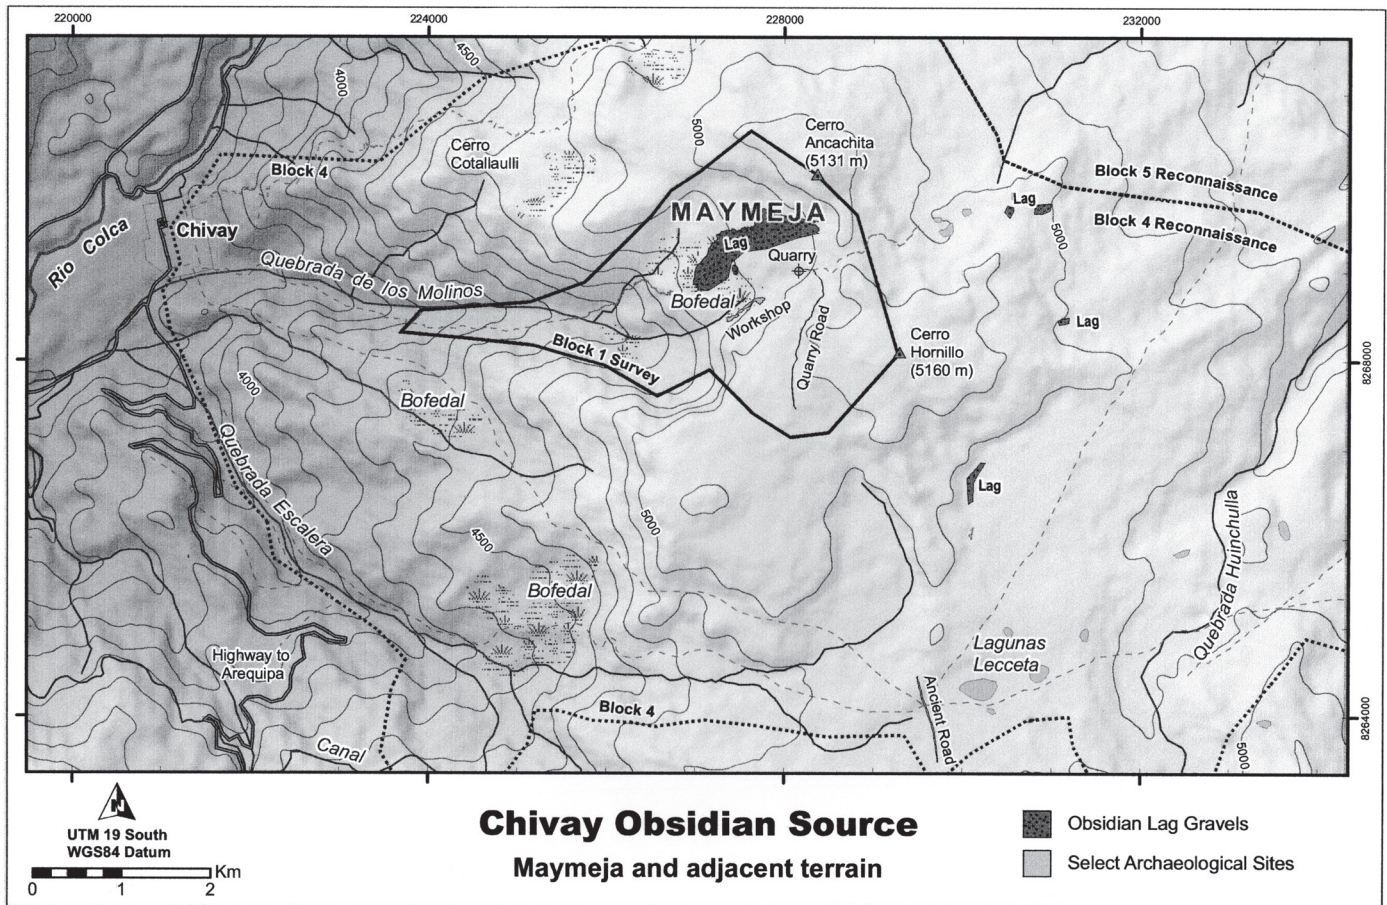 220000
224000
228000
232000
4500
4000
5000
Cerro
Ancachita
(5131 m)
Cerro
Cotallaulli
Block 4
Block 5 Reconnaissance
Block 4 Reconnaissance
Lag
5000
MAYMEJA
Lag
Quarry
Chivay
Rio Colca
Quebrada de los Molinos
Bofedal
Workshop
Quarry Road
Lag
Cerro
Hornillo
(5160 m)
Block 1 Survey
8268000
4000
Bofedal
Quebrada Escalera
Lag
5000
4500
Quebrada Huinchulla
Bofedal
Lagunas
Lecceta
Highway to
Arequipa
Ancient Road
Block 4
8264000
Canal
5000
N
UTM 19 South
WGS84 Datum
Km
0 1 2
Chivay Obsidian Source
Maymeja and adjacent terrain
Obsidian Lag Gravels
Select Archaeological Sites